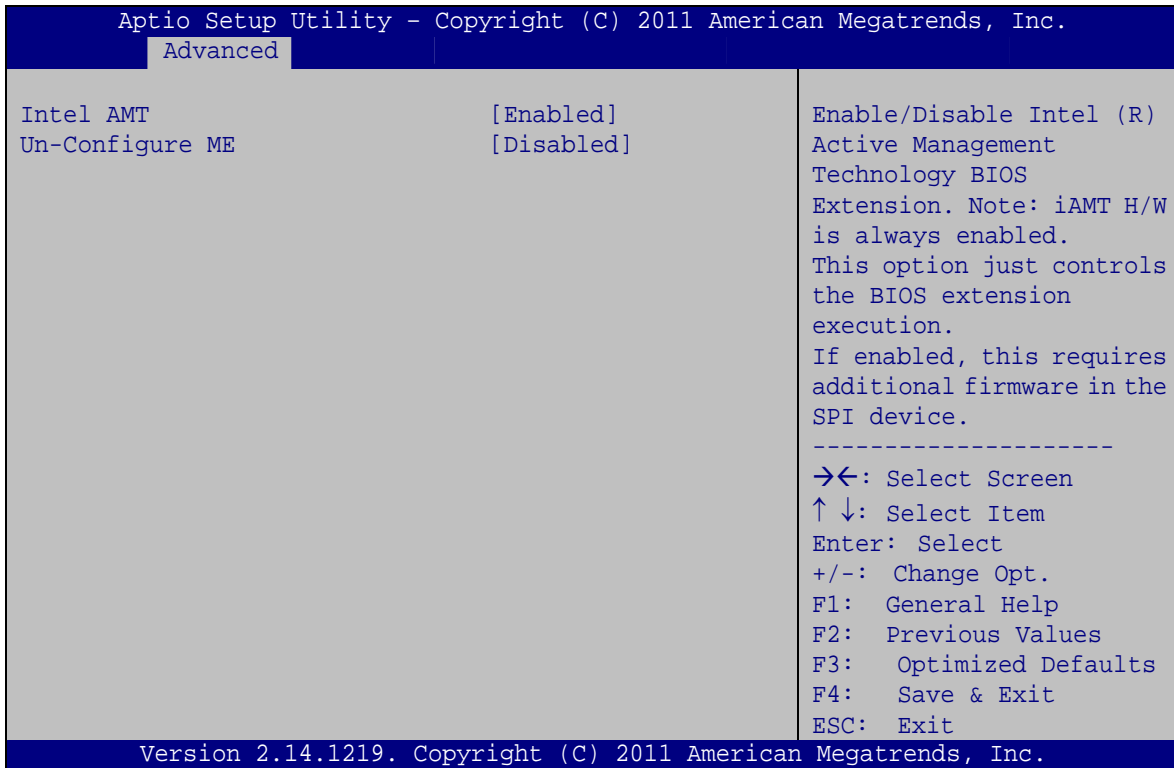 Aptio Setup Utility – Copyright (C) 2011 American Megatrends, Inc.
Advanced
Intel AMT [Enabled]
Un-Configure ME [Disabled]
Enable/Disable Intel (R)
Active Management
Technology BIOS
Extension. Note: iAMT H/W
is always enabled.
This option just controls
the BIOS extension
execution.
If enabled, this requires
additional firmware in the
SPI device.
---------------------
→←: Select Screen
↑ ↓: Select Item
Enter: Select
+/-: Change Opt.
F1: General Help
F2: Previous Values
F3: Optimized Defaults
F4: Save & Exit
ESC: Exit
Version 2.14.1219. Copyright (C) 2011 American Megatrends, Inc.